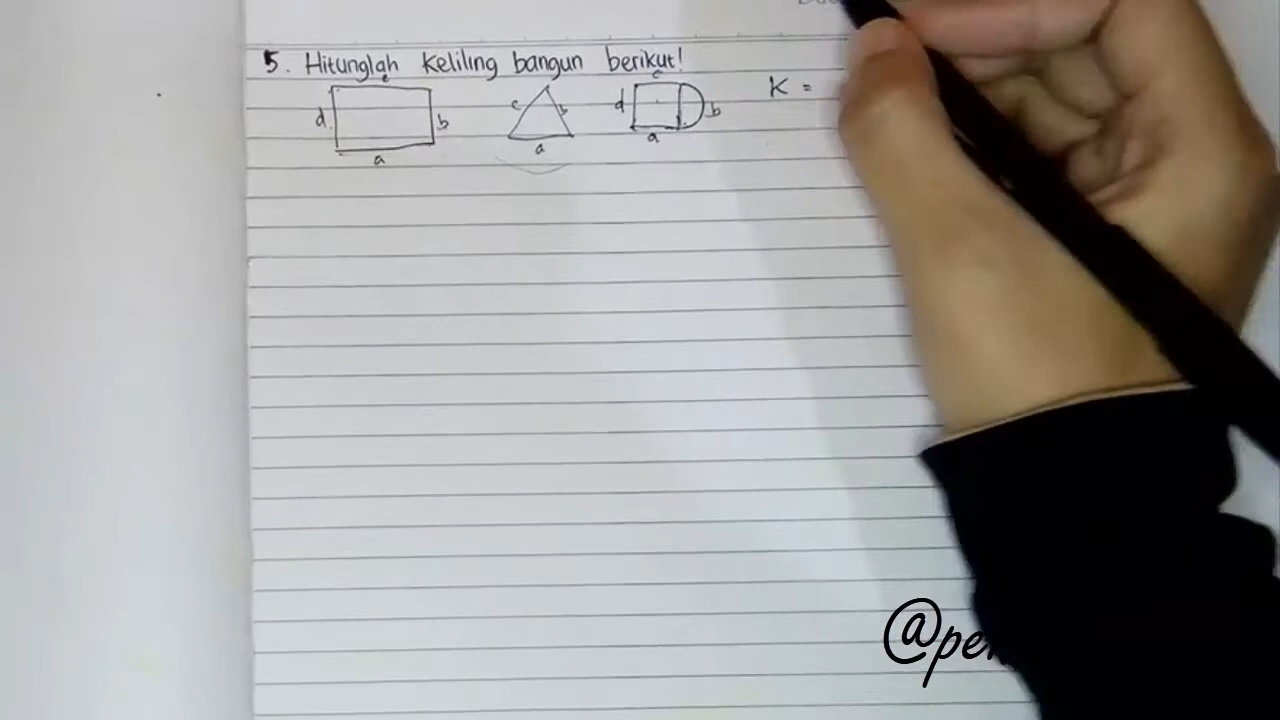 5. Hitunglah keliling bangun berikut!
c c
d b c b d b K =
a a a
@pe